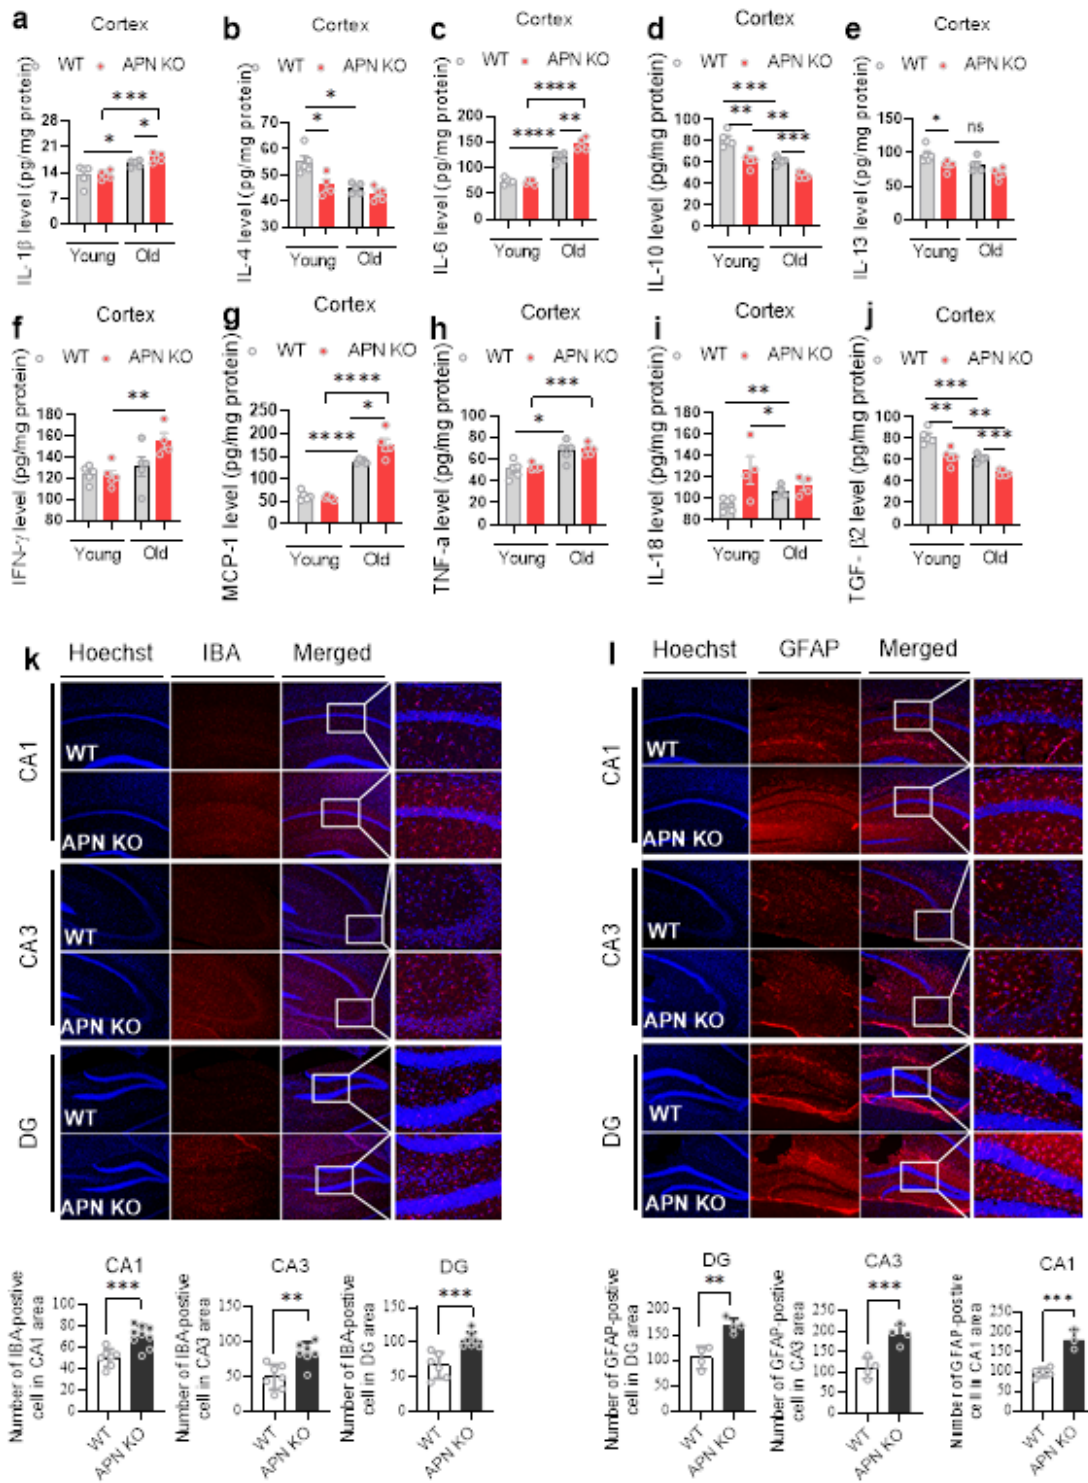 a
Cortex
WT APN KO
IL-1β level (pg/mg protein)
28
21
14
7
0
***
*
*
Young Old
b
Cortex
WT APN KO
IL-4 level (pg/mg protein)
70
60
50
40
30
*
*
Young Old
c
Cortex
WT APN KO
IL-6 level (pg/mg protein)
200
150
100
50
0
****
**
****
Young Old
d
Cortex
WT APN KO
IL-10 level (pg/mg protein)
100
80
60
40
20
0
***
**
**
***
Young Old
e
Cortex
WT APN KO
IL-13 level (pg/mg protein)
150
100
50
0
*
ns
Young Old
f
Cortex
WT APN KO
IFN-γ level (pg/mg protein)
180
160
140
120
100
80
**
Young Old
g
Cortex
WT APN KO
MCP-1 level (pg/mg protein)
250
200
150
100
50
0
****
*
****
Young Old
h
Cortex
WT APN KO
TNF-a level (pg/mg protein)
100
80
60
40
20
0
***
*
Young Old
i
Cortex
WT APN KO
IL-18 level (pg/mg protein)
180
160
140
120
100
80
**
*
Young Old
j
Cortex
WT APN KO
TGF- β2 level (pg/mg protein)
100
80
60
40
20
0
***
**
**
***
Young Old
k
Hoechst IBA Merged
CA1
WT
APN KO
CA3
WT
APN KO
DG
WT
APN KO
l
Hoechst GFAP Merged
CA1
WT
APN KO
CA3
WT
APN KO
DG
WT
APN KO
CA1
***
Number of IBA-postive
cell in CA1 area
100
80
60
40
20
0
WT
APN KO
CA3
**
Number of IBA-postive
cell in CA3 area
150
100
50
0
WT
APN KO
DG
***
Number of IBA-postive
cell in DG area
150
100
50
0
WT
APN KO
DG
**
Number of GFAP-postive
cell in DG area
200
150
100
50
0
WT
APN KO
CA3
***
Number of GFAP-postive
cell in CA3 area
250
200
150
100
50
0
WT
APN KO
CA1
***
Number of GFAP-postive
cell in CA1 area
250
200
150
100
50
0
WT
APN KO